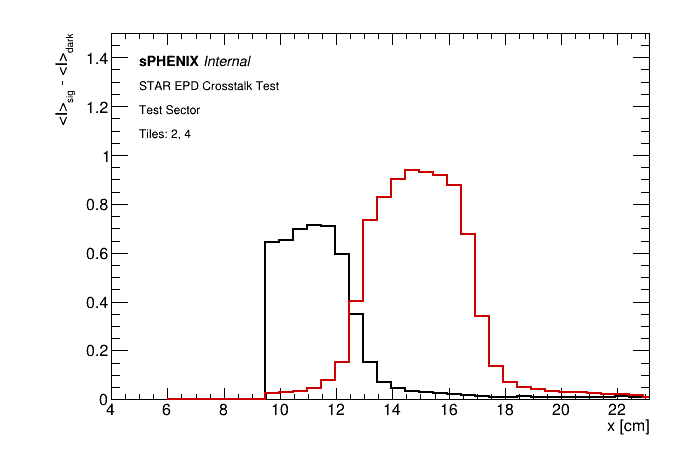 <I>sig - <I>dark
sPHENIX Internal
STAR EPD Crosstalk Test
Test Sector
Tiles: 2, 4
1.4
1.2
1
0.8
0.6
0.4
0.2
0
4 6 8 10 12 14 16 18 20 22
x [cm]